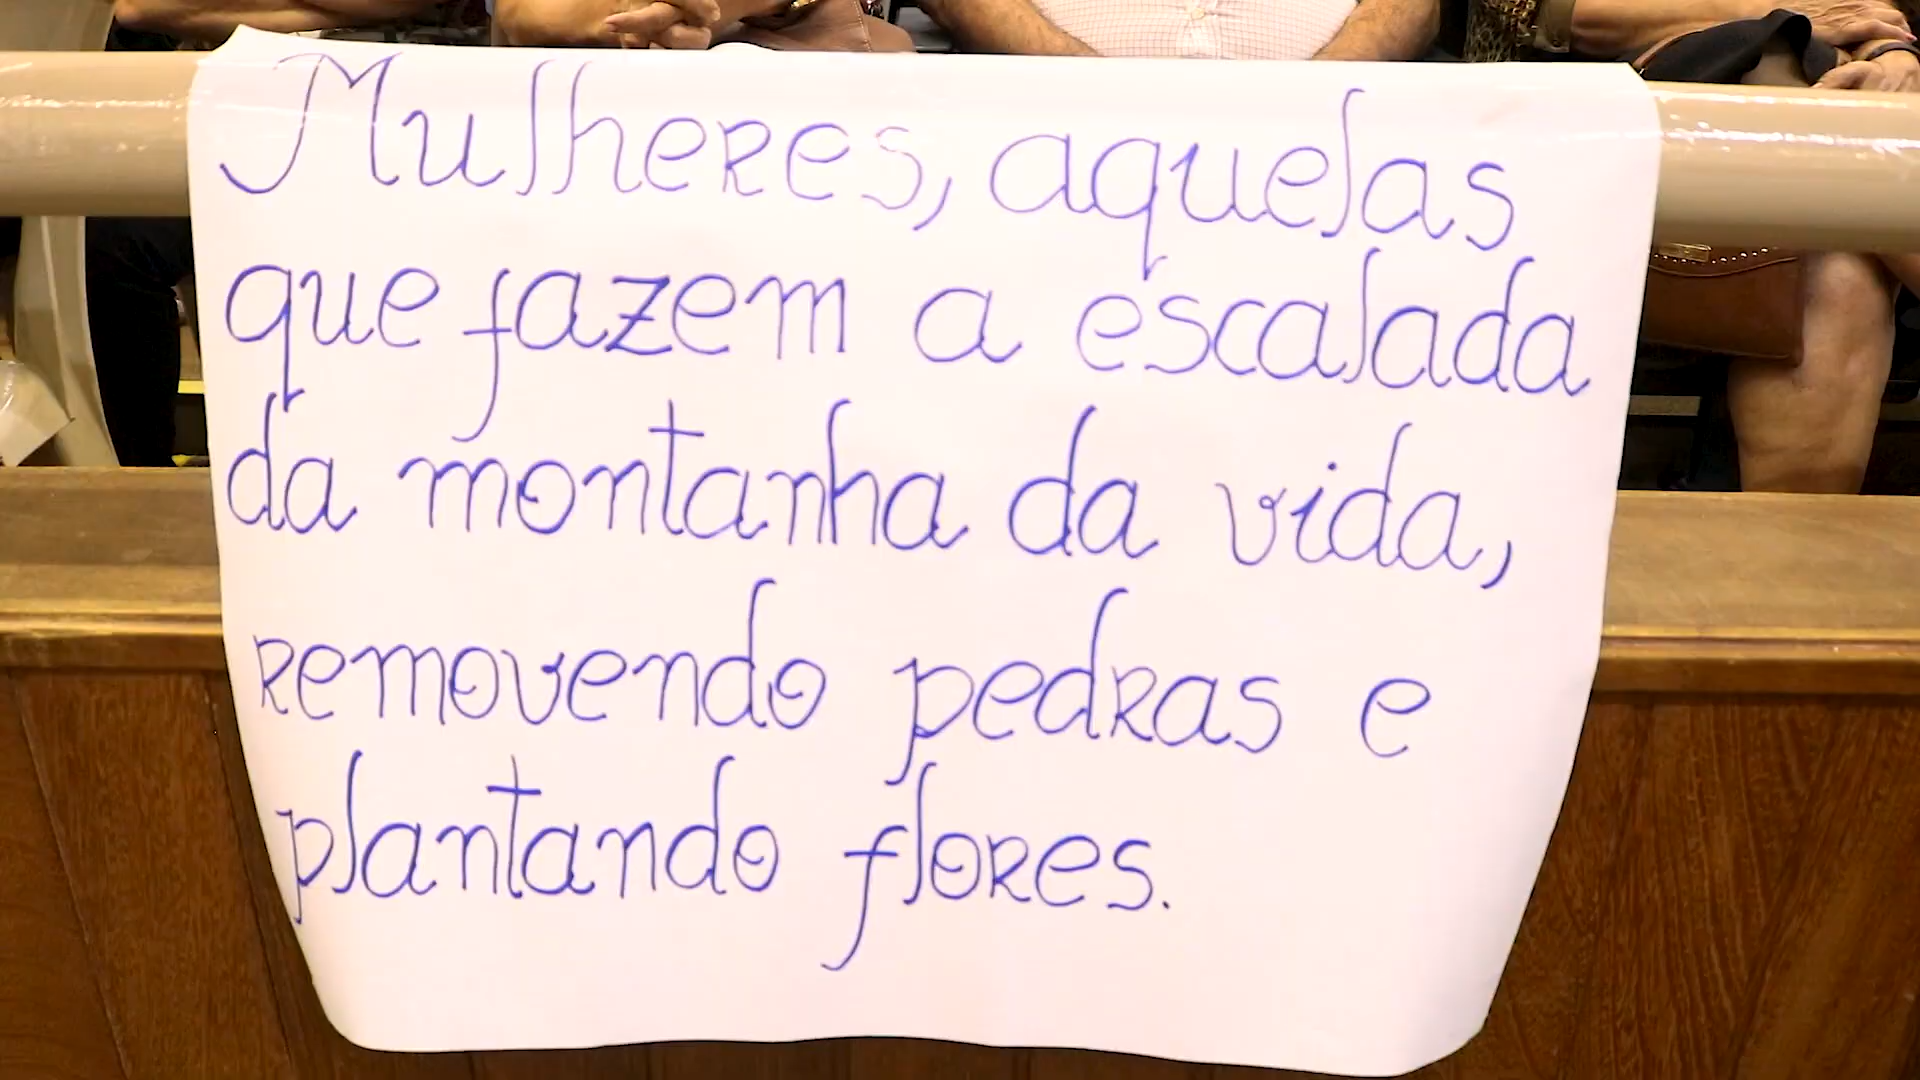 Mulheres, aquelas
que fazem a escalada
da montanha da vida,
removendo pedras e
plantando flores.